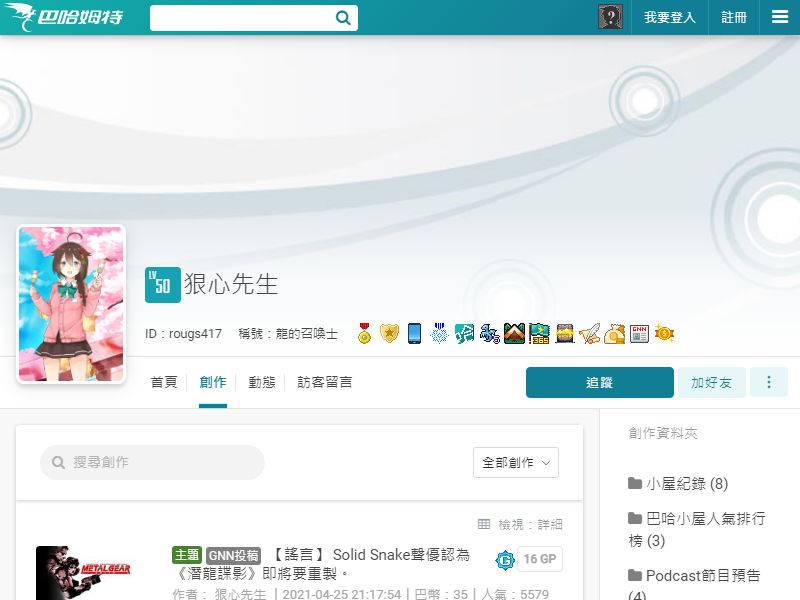 巴哈姆特
我要登入
註冊
LV.
50
狠心先生
ID：rougs417
稱號：龍的召喚士
首頁
創作
動態
訪客留言
追蹤
加好友
搜尋創作
全部創作
創作資料夾
小屋紀錄 (8)
巴哈小屋人氣排行
榜 (3)
Podcast節目預告
(4)
檢視：詳細
METALGEAR
主題 GNN投稿 【謠言】Solid Snake聲優認為
《潛龍諜影》即將要重製。
16 GP
作者： 狠心先生 ｜2021-04-25 21:17:54｜巴幣：35｜人氣：5579